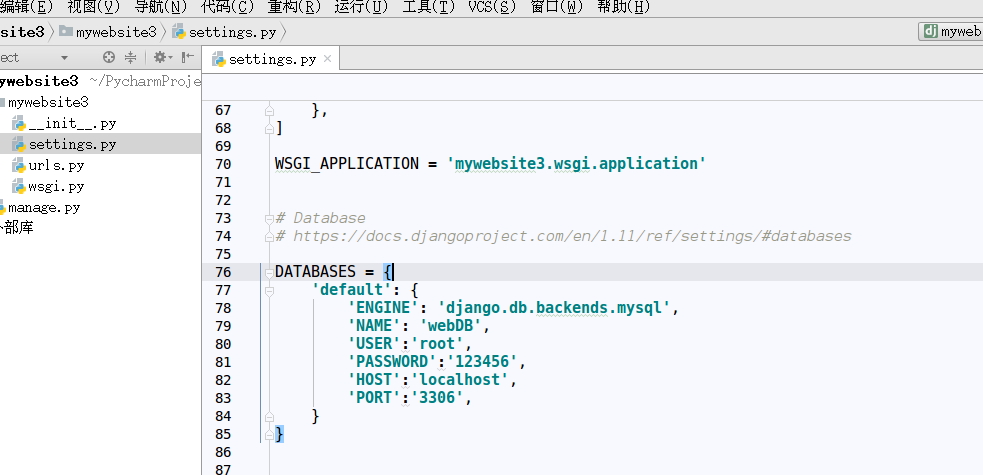 编辑(E) 视图(V) 导航(N) 代码(C) 重构(R) 运行(U) 工具(T) VCS(S) 窗口(W) 帮助(H)
site3 mywebsite3 settings.py
myweb
ect
settings.py
ywebsite3 ~/PycharmProje
mywebsite3
__init__.py
settings.py
urls.py
wsgi.py
manage.py
部库
67 },
68 ]
69
70 WSGI_APPLICATION = 'mywebsite3.wsgi.application'
71
72
73 # Database
74 # https://docs.djangoproject.com/en/1.11/ref/settings/#databases
75
76 DATABASES = {
77 'default': {
78 'ENGINE': 'django.db.backends.mysql',
79 'NAME': 'webDB',
80 'USER':'root',
81 'PASSWORD':'123456',
82 'HOST':'localhost',
83 'PORT':'3306',
84 }
85 }
86
87